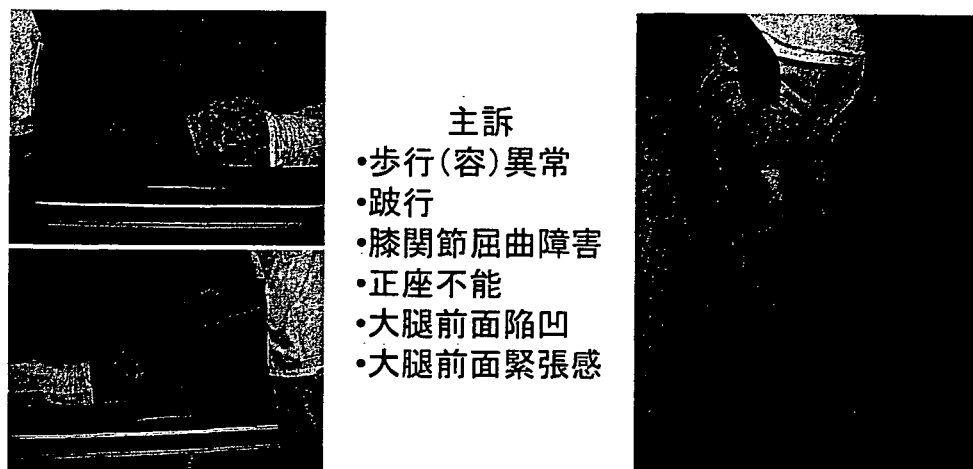 主訴
•歩行(容)異常
•跛行
•膝関節屈曲障害
•正座不能
•大腿前面陥凹
•大腿前面緊張感